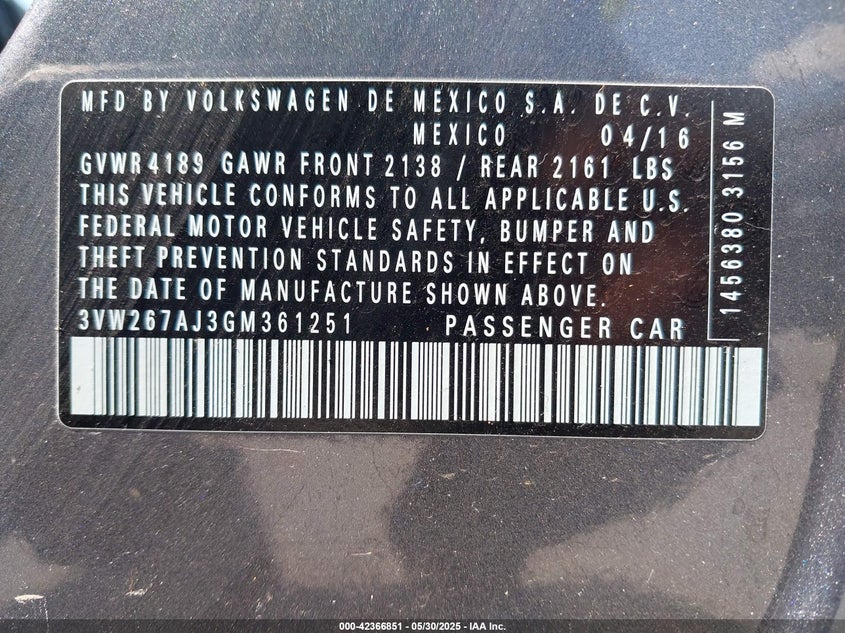 MFD BY VOLKSWAGEN DE MEXICO S.A. DE C.V.
MEXICO 04/16
GVWR 4189 GAWR FRONT 2138 / REAR 2161 LBS
THIS VEHICLE CONFORMS TO ALL APPLICABLE U.S.
FEDERAL MOTOR VEHICLE SAFETY, BUMPER AND
THEFT PREVENTION STANDARDS IN EFFECT ON
THE DATE OF MANUFACTURE SHOWN ABOVE.
3VW267AJ3GM361251 PASSENGER CAR
1456380 3156 M
000-42366851 — 05/30/2025 — IAA Inc.